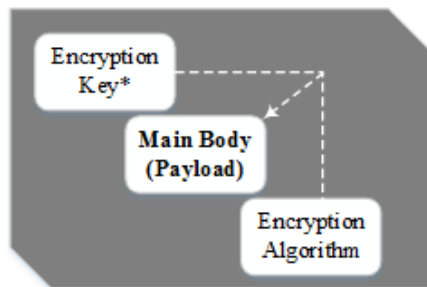 Encryption
Key*
Main Body
(Payload)
Encryption
Algorithm